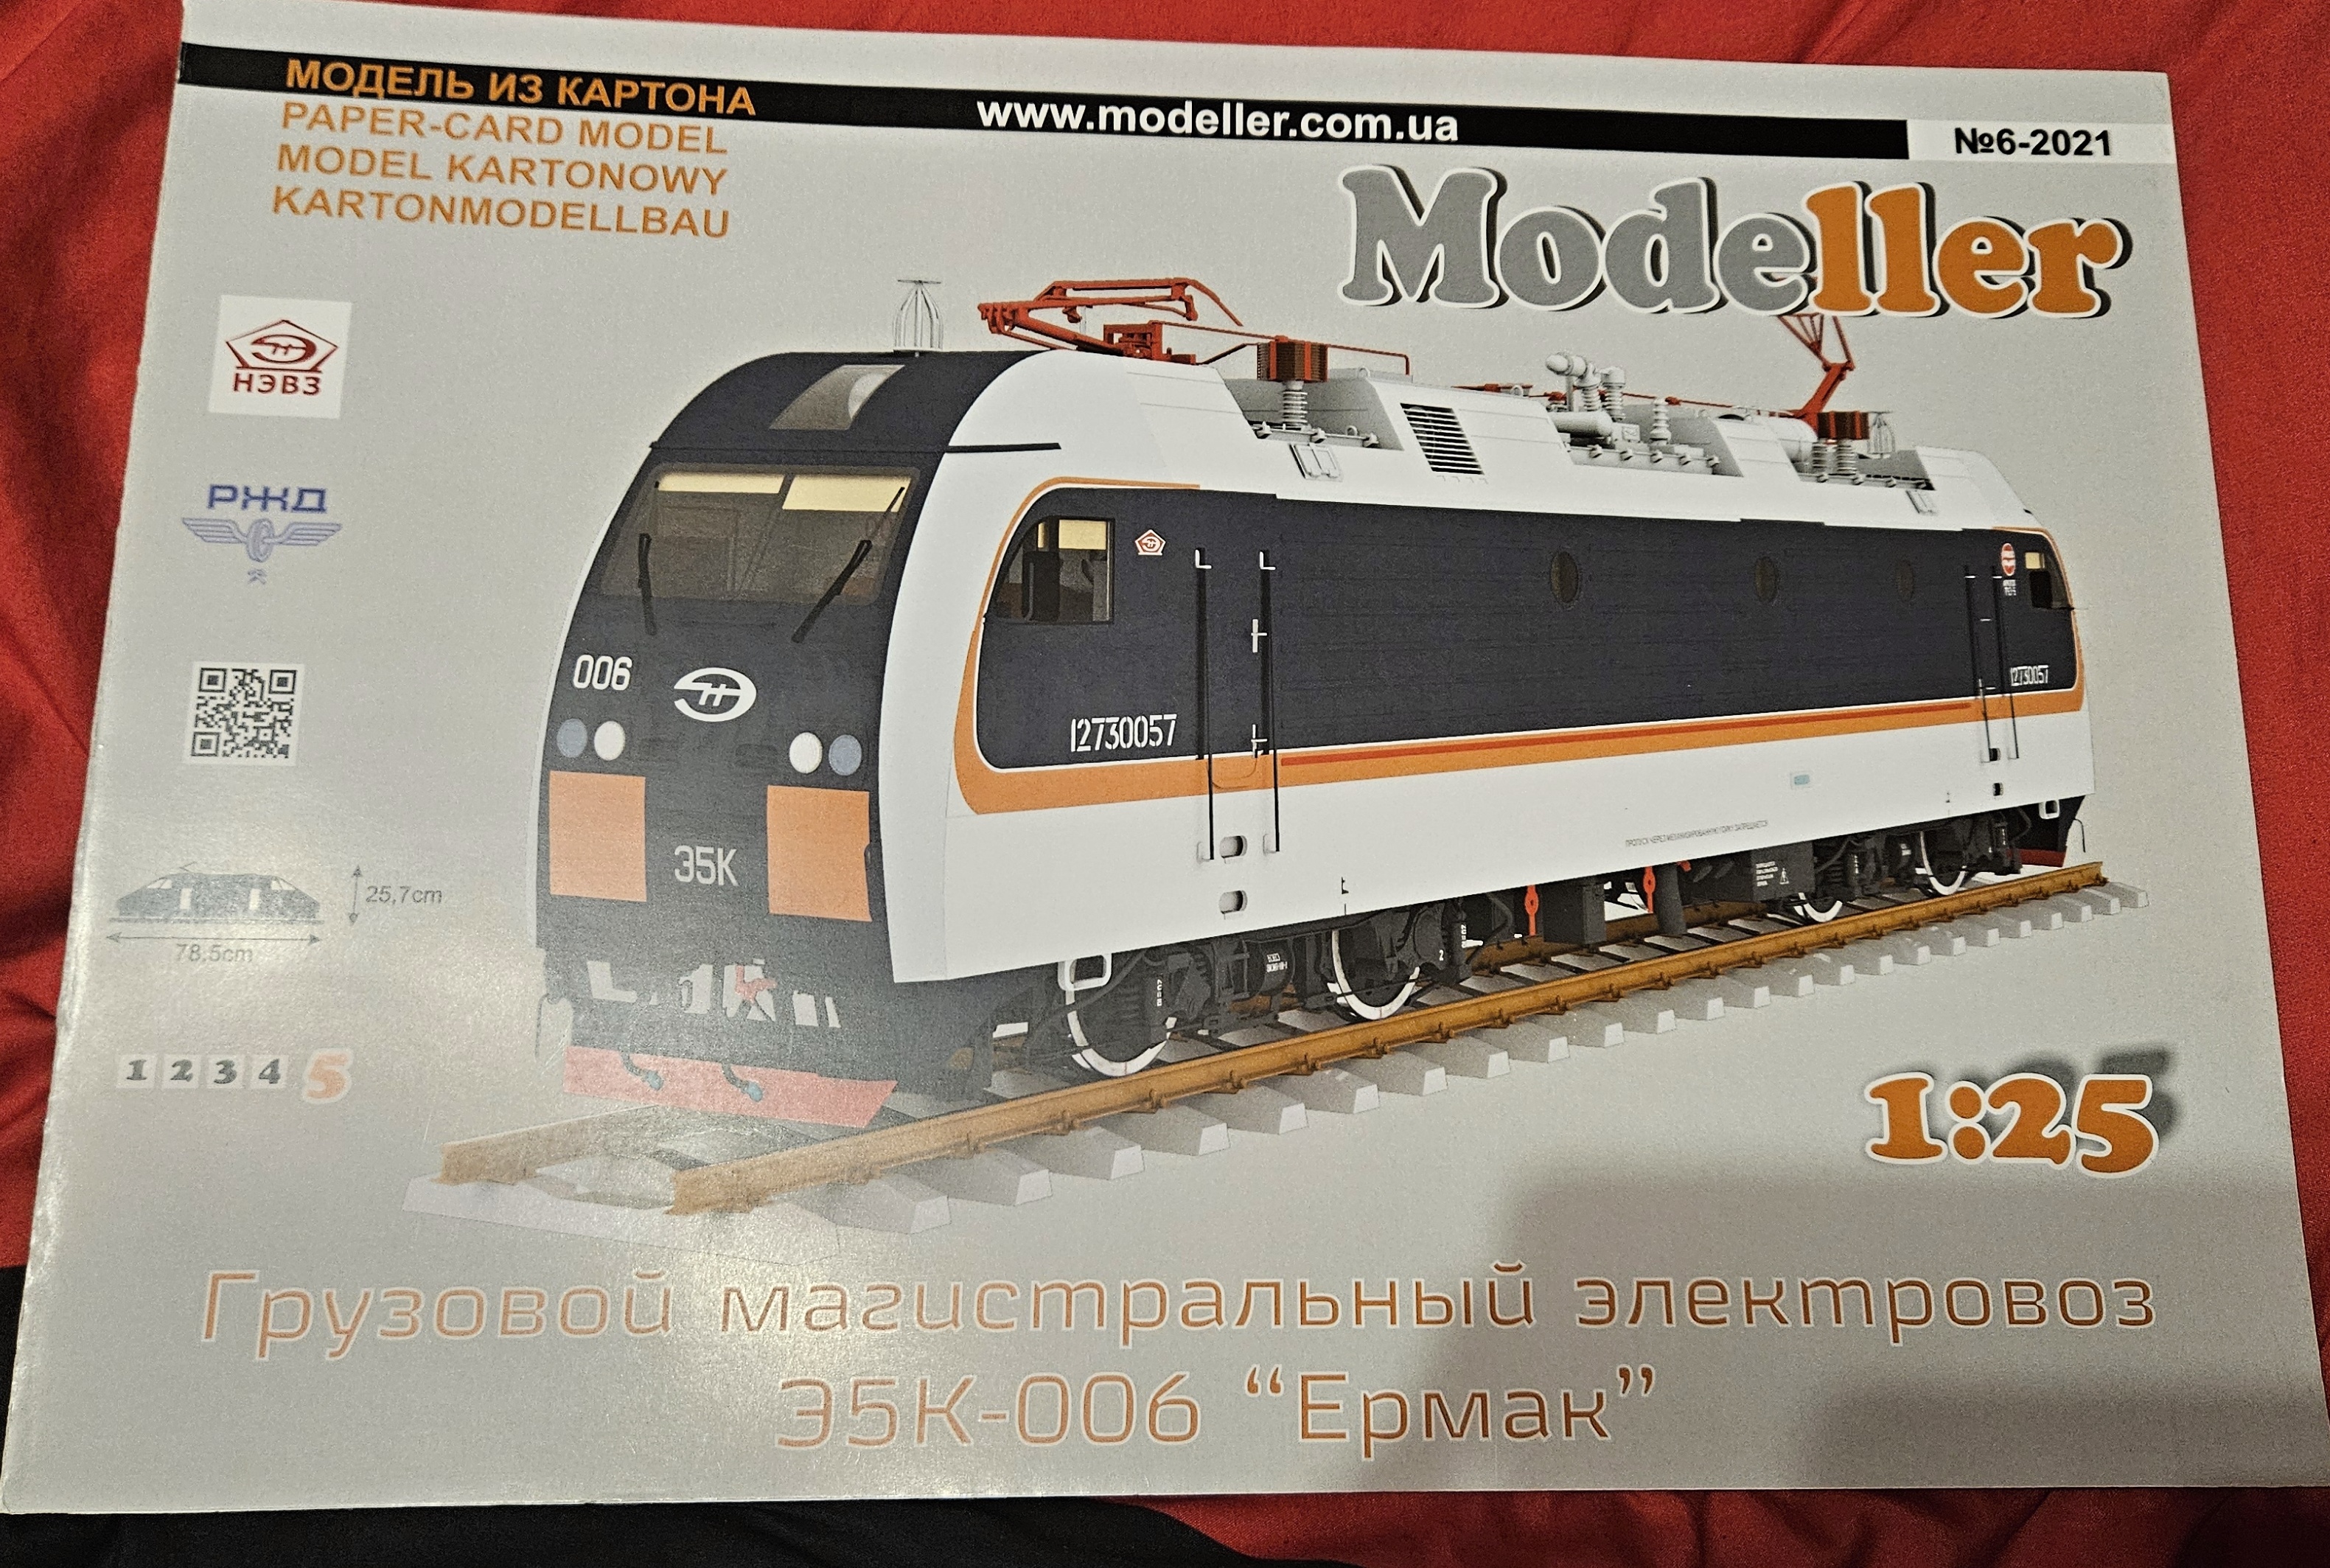 МОДЕЛЬ ИЗ КАРТОНА
PAPER-CARD MODEL
MODEL KARTONOWY
KARTONMODELLBAU
www.modeller.com.ua
№6-2021
Modeller
НЭВЗ
РЖД
006
12730057
12730057
Э5К
25,7cm
78.5cm
1 2 3 4 5
1:25
Грузовой магистральный электровоз
Э5К-006 “Ермак”